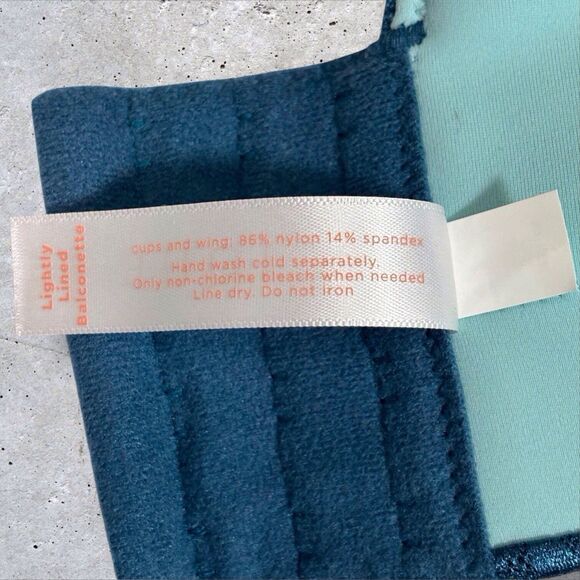 Lightly
Lined
Balconette
cups and wing: 86% nylon 14% spandex
Hand wash cold separately.
Only non-chlorine bleach when needed
Line dry. Do not iron